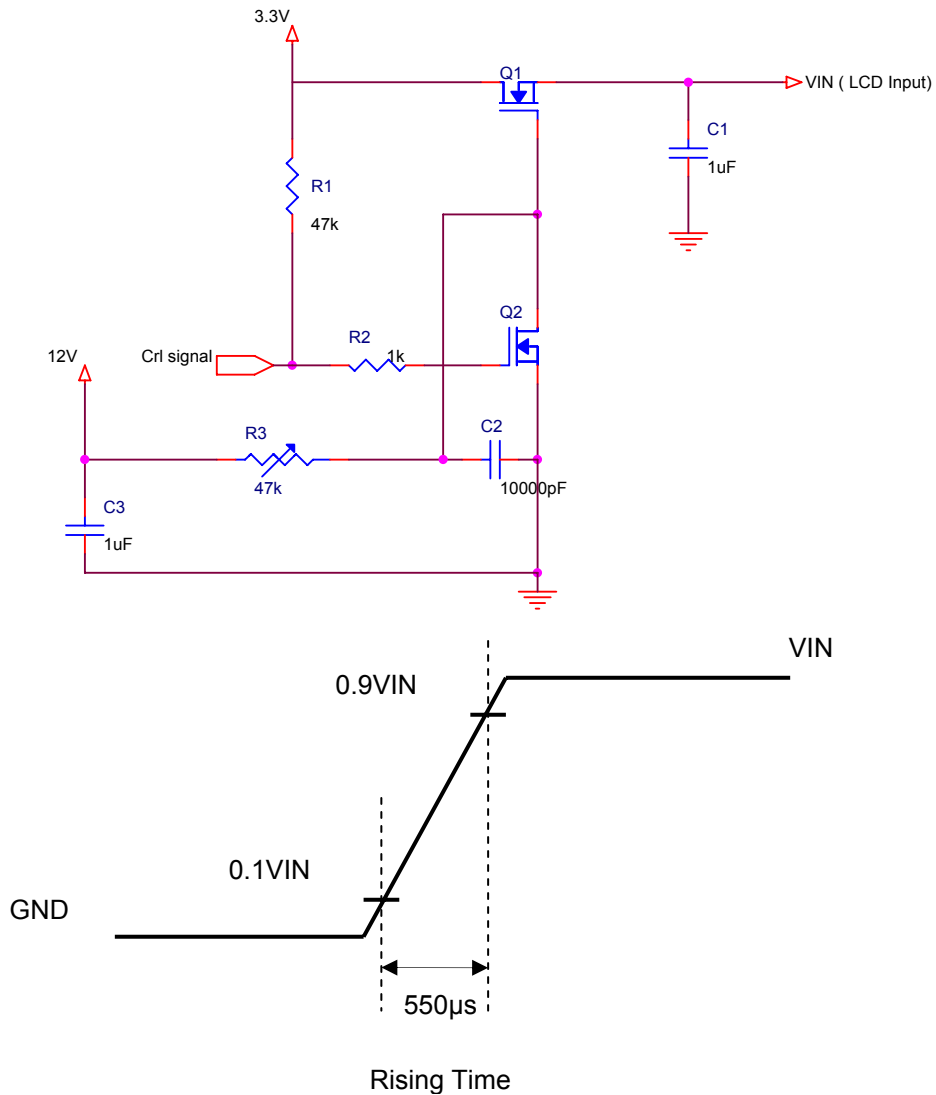 3.3V
Q1
VIN ( LCD Input)
C1
1uF
R1
47k
Q2
R2
1k
Crl signal
12V
R3
47k
C2
10000pF
C3
1uF
VIN
0.9VIN
0.1VIN
GND
550µs
Rising Time